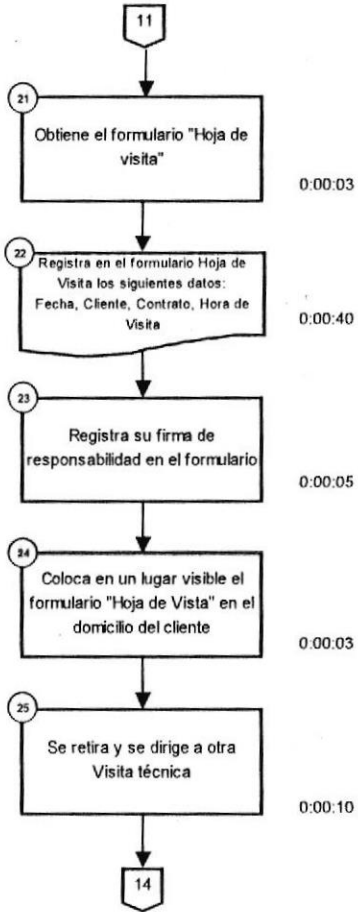 11
21
Obtiene el formulario "Hoja de
visita"
0:00:03
22
Registra en el formulario Hoja de
Visita los siguientes datos:
Fecha, Cliente, Contrato, Hora de
Visita
0:00:40
23
Registra su firma de
responsabilidad en el formulario
0:00:05
24
Coloca en un lugar visible el
formulario "Hoja de Vista" en el
domicilio del cliente
0:00:03
25
Se retira y se dirige a otra
Visita técnica
0:00:10
14